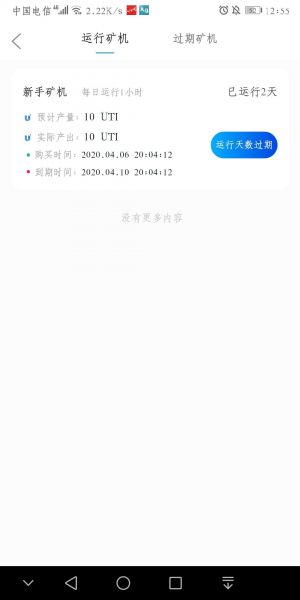 中国电信 4G 2.22K/s 12:55
运行矿机 过期矿机
新手矿机 每日运行1小时 已运行2天
预计产量: 10 UTI
实际产出: 10 UTI
运行天数过期
购买时间: 2020.04.06 20:04:12
到期时间: 2020.04.10 20:04:12
没有更多内容